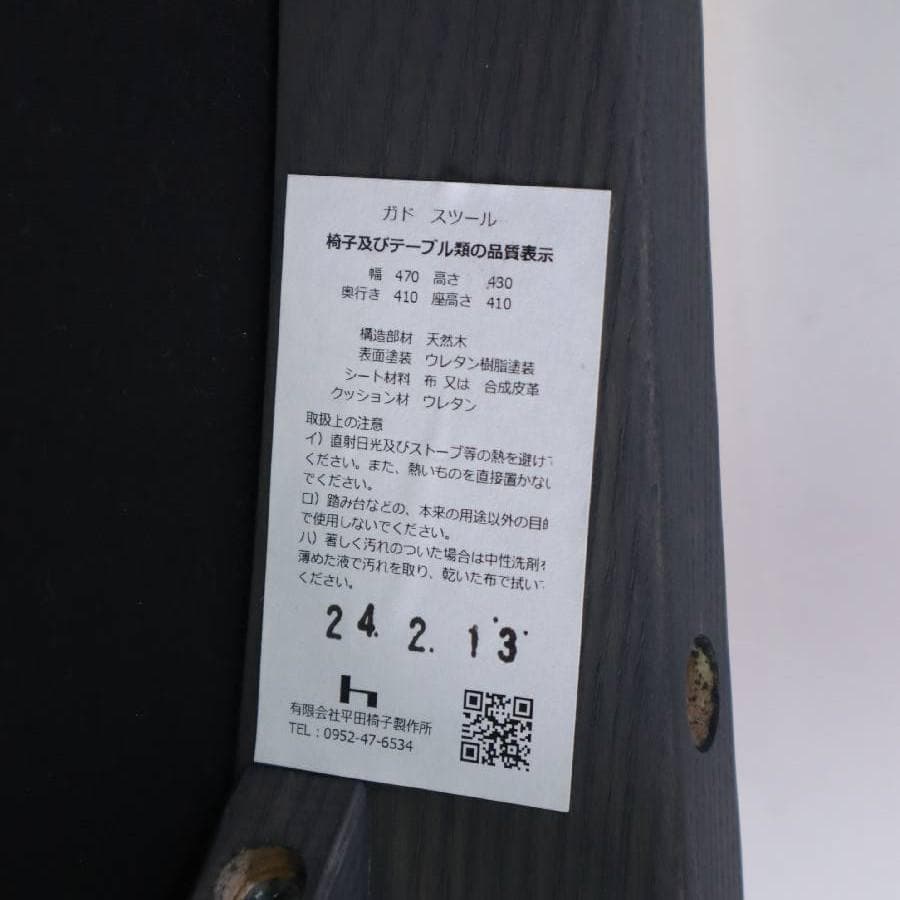 ガド スツール
椅子及びテーブル類の品質表示
幅 470 高さ 430
奥行き 410 座高さ 410
構造部材 天然木
表面塗装 ウレタン樹脂塗装
シート材料 布 又は 合成皮革
クッション材 ウレタン
取扱上の注意
イ）直射日光及びストーブ等の熱を避けて
ください。また、熱いものを直接置かない
でください。
ロ）踏み台などの、本来の用途以外の目的
で使用しないでください。
ハ）著しく汚れのついた場合は中性洗剤を
薄めた液で汚れを取り、乾いた布で拭いて
ください。
24. 2. 13
h
有限会社平田椅子製作所
TEL：0952-47-6534